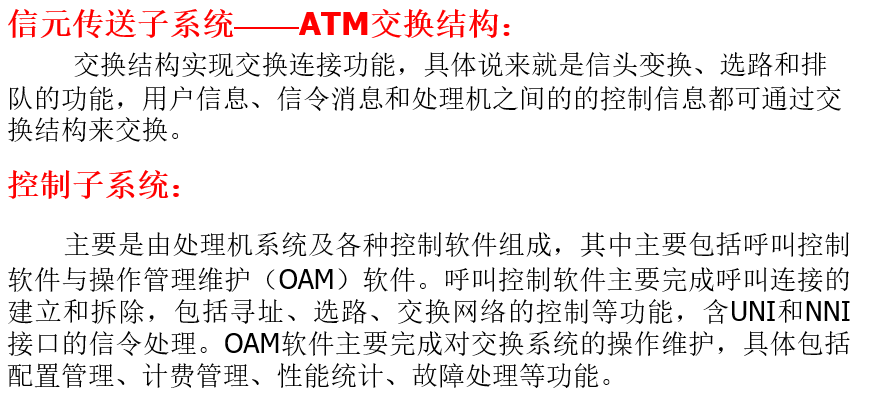 信元传送子系统——ATM交换结构：
交换结构实现交换连接功能，具体说来就是信头变换、选路和排
队的功能，用户信息、信令消息和处理机之间的的控制信息都可通过交
换结构来交换。
控制子系统：
主要是由处理机系统及各种控制软件组成，其中主要包括呼叫控制
软件与操作管理维护（OAM）软件。呼叫控制软件主要完成呼叫连接的
建立和拆除，包括寻址、选路、交换网络的控制等功能，含UNI和NNI
接口的信令处理。OAM软件主要完成对交换系统的操作维护，具体包括
配置管理、计费管理、性能统计、故障处理等功能。